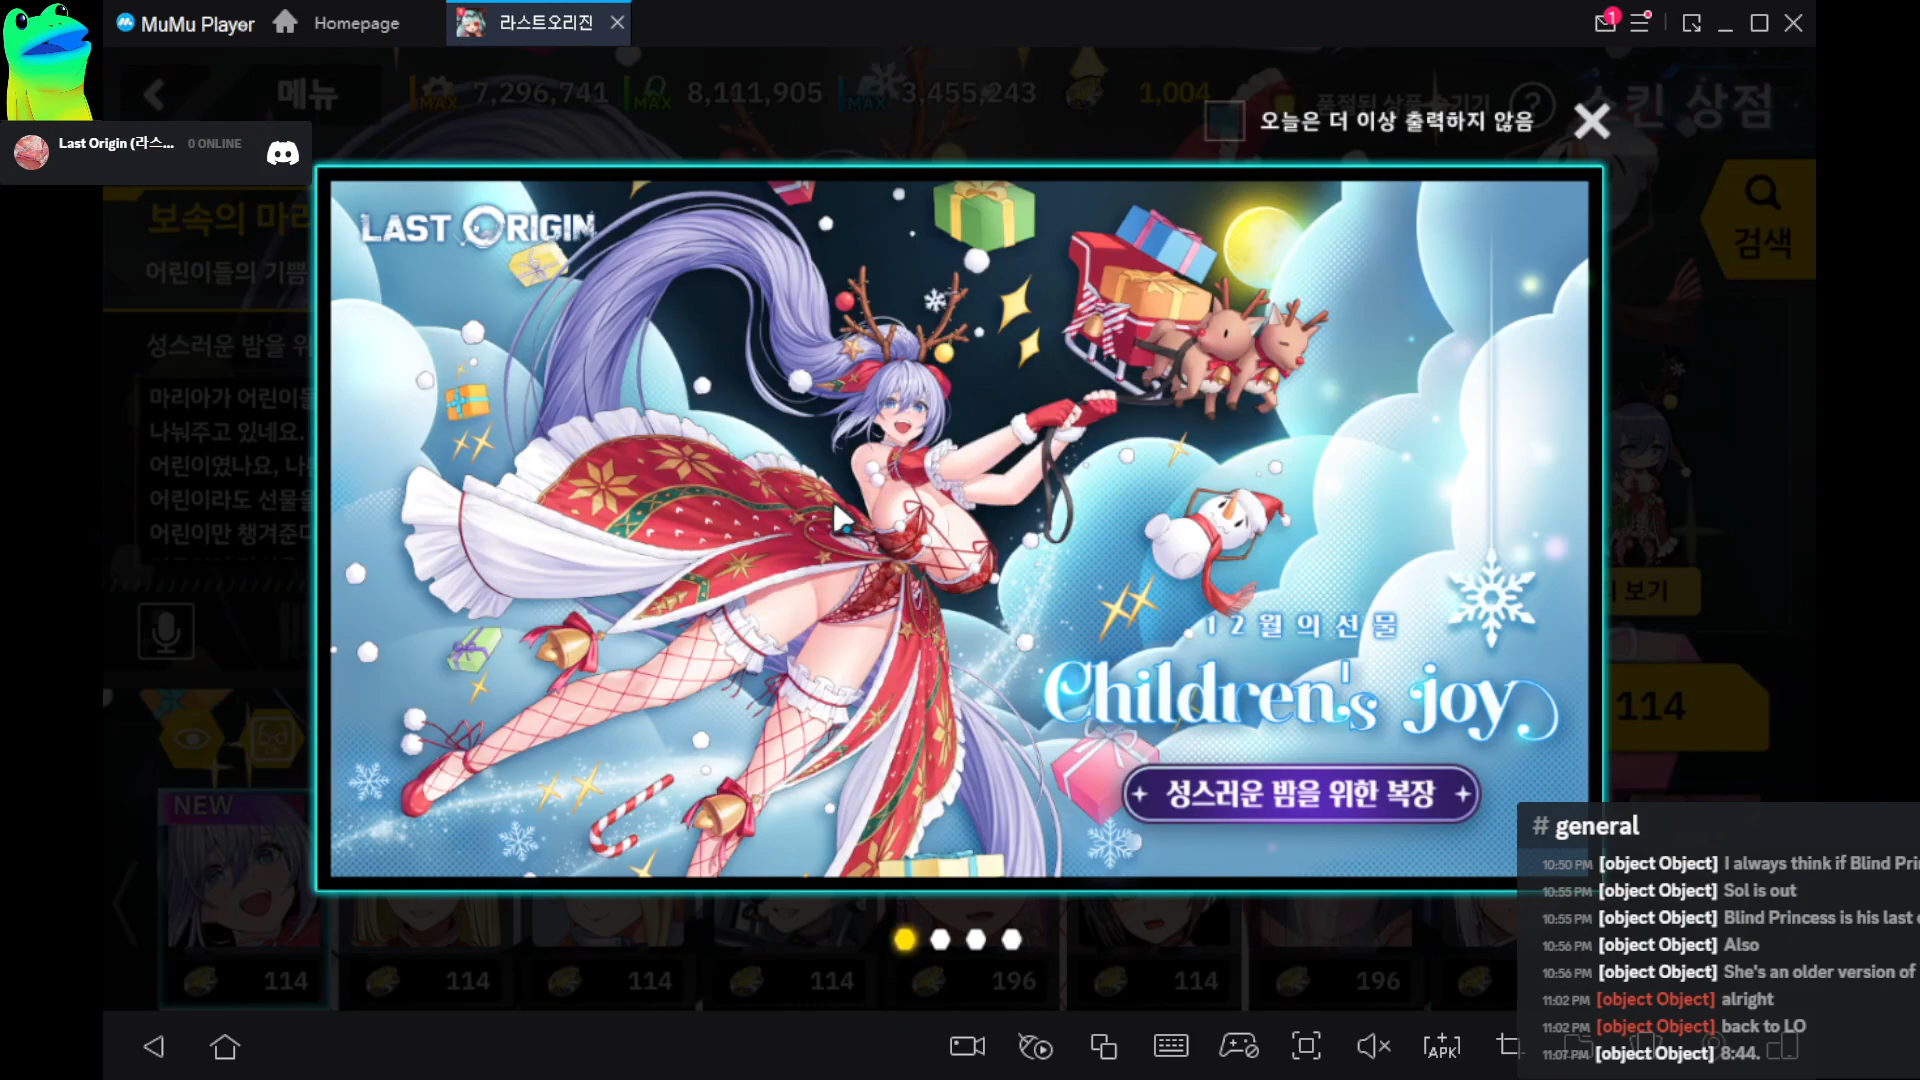 MuMu Player
Homepage
라스트오리진
1
메뉴
MAX 7,296,741
MAX 8,111,905
MAX 3,455,243
1,004
오늘은 더 이상 출력하지 않음
스킨 상점
Last Origin (라스...
0 ONLINE
보속의 마리
어린이들의 기쁨
성스러운 밤을 위
마리아가 어린이들
나눠주고 있네요.
어린이였나요, 나
어린이라도 선물을
어린이만 챙겨준다
LAST ORIGIN
12월의 선물
Children's joy
성스러운 밤을 위한 복장
검색
보기
114
NEW
114
114
114
114
196
114
196
# general
10:50 PM [object Object] I always think if Blind Pri
10:55 PM [object Object] Sol is out
10:55 PM [object Object] Blind Princess is his last
10:56 PM [object Object] Also
10:56 PM [object Object] She's an older version of
11:02 PM [object Object] alright
11:02 PM [object Object] back to LO
11:07 PM [object Object] 8:44.
APK